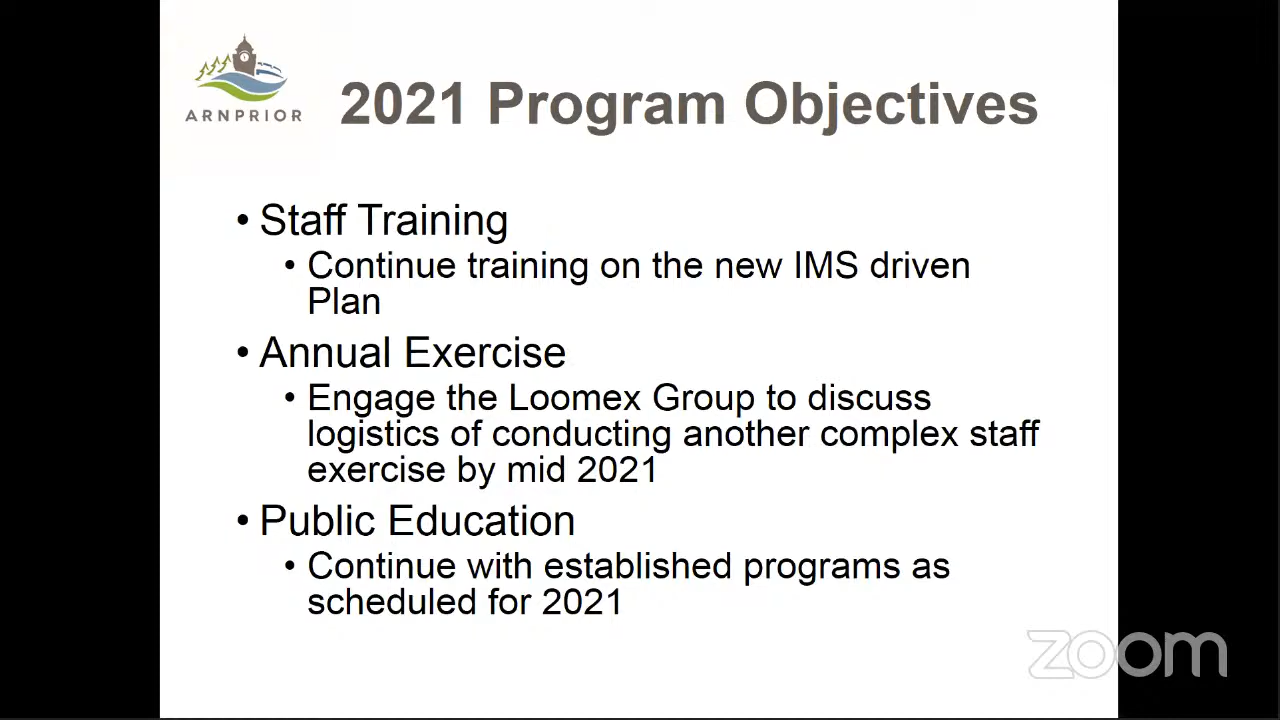 ARNPRIOR
2021 Program Objectives
• Staff Training
• Continue training on the new IMS driven
Plan
• Annual Exercise
• Engage the Loomex Group to discuss
logistics of conducting another complex staff
exercise by mid 2021
• Public Education
• Continue with established programs as
scheduled for 2021
zoom